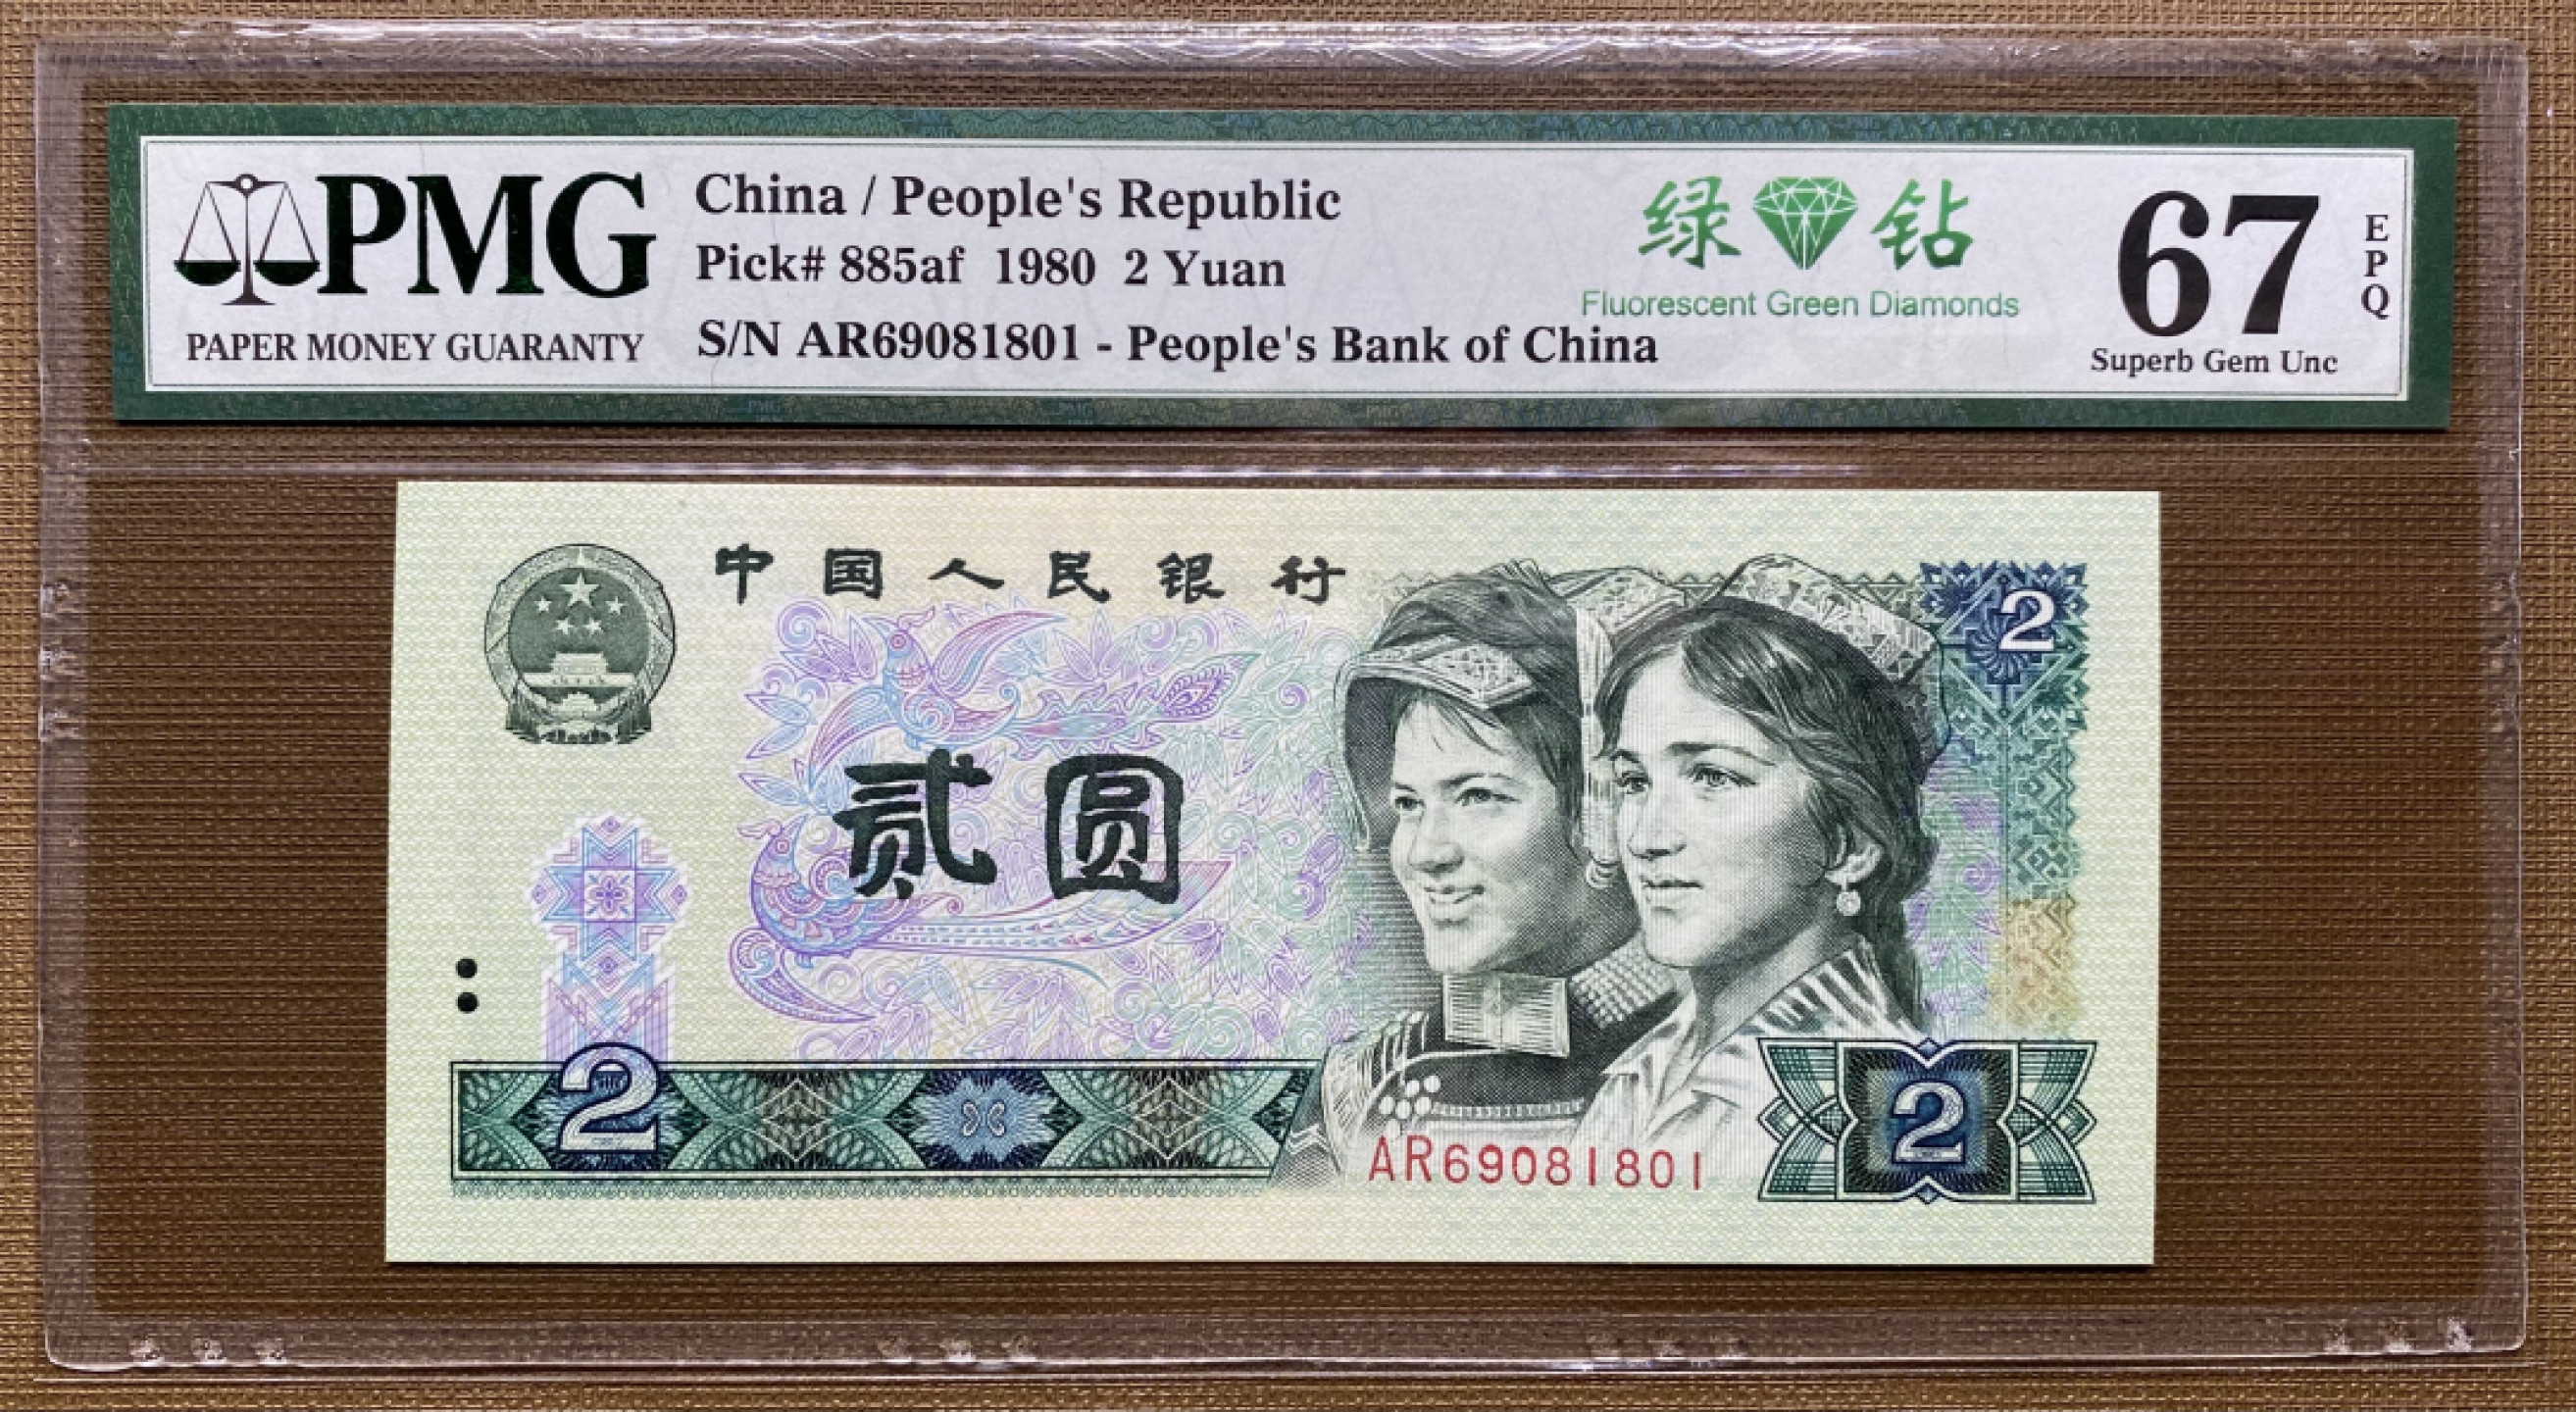 PMG
PAPER MONEY GUARANTY
China / People's Republic
Pick# 885af 1980 2 Yuan
S/N AR69081801 - People's Bank of China
绿钻
Fluorescent Green Diamonds
67
EPQ
Superb Gem Unc
中国人民银行
2
贰圆
2
AR69081801
2